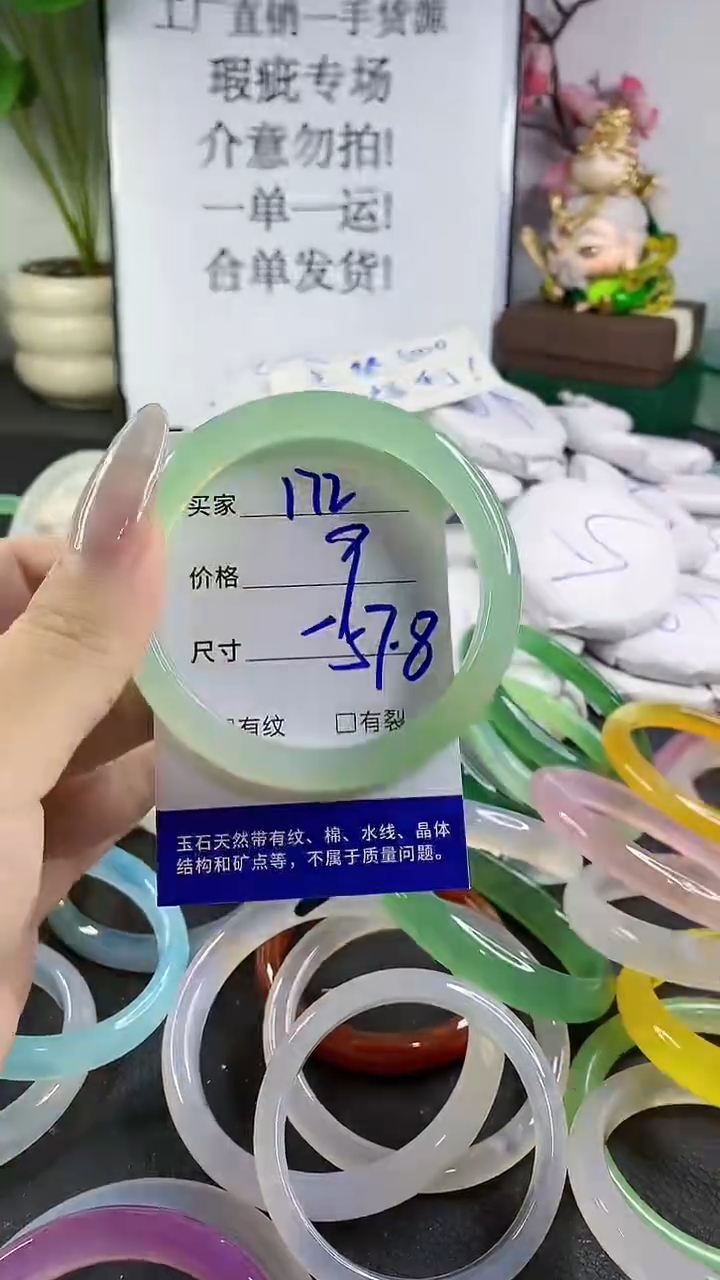 工厂直销一手货源
瑕疵专场
介意勿拍!
一单一运!
合单发货!
买家 172
价格 9
尺寸 57.8
□有纹 □有裂
玉石天然带有纹、棉、水线、晶体
结构和矿点等，不属于质量问题。